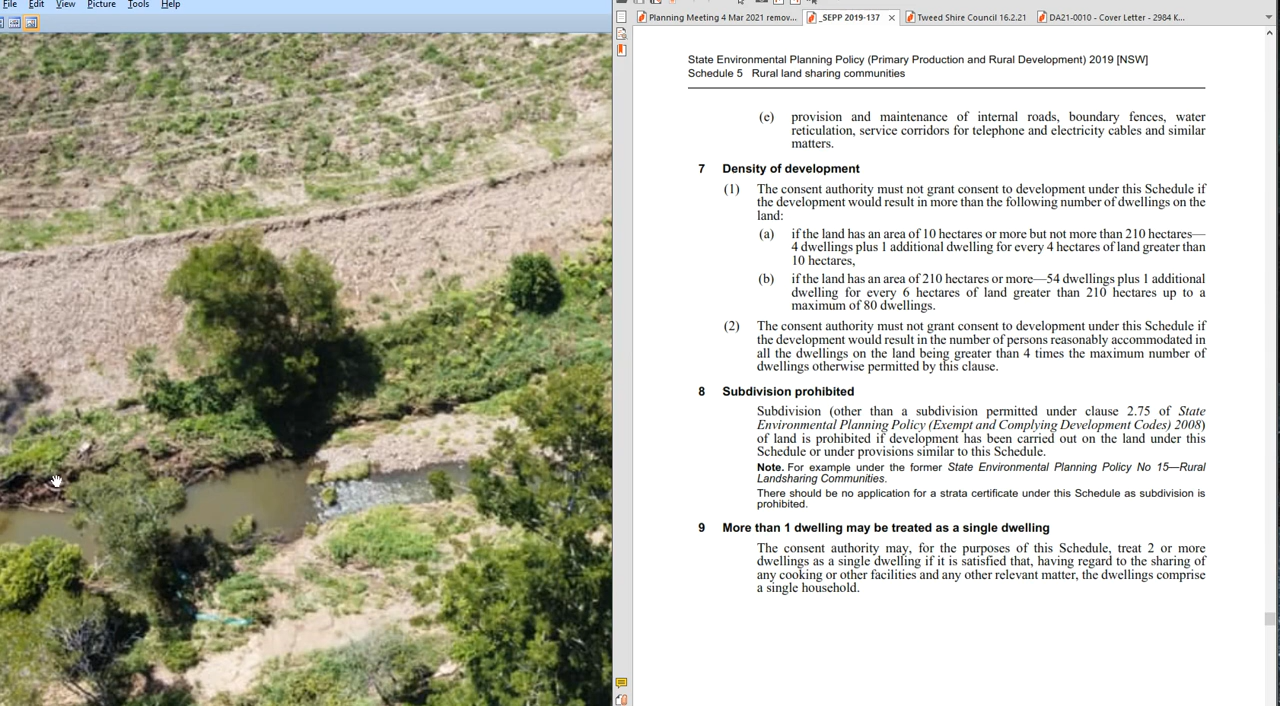 File Edit View Picture Tools Help
Planning Meeting 4 Mar 2021 remov... _SEPP 2019-137 Tweed Shire Council 16.2.21 DA21-0010 - Cover Letter - 2984 K...
State Environmental Planning Policy (Primary Production and Rural Development) 2019 [NSW]
Schedule 5 Rural land sharing communities
(e) provision and maintenance of internal roads, boundary fences, water
reticulation, service corridors for telephone and electricity cables and similar
matters.
7 Density of development
(1) The consent authority must not grant consent to development under this Schedule if
the development would result in more than the following number of dwellings on the
land:
(a) if the land has an area of 10 hectares or more but not more than 210 hectares—
4 dwellings plus 1 additional dwelling for every 4 hectares of land greater than
10 hectares,
(b) if the land has an area of 210 hectares or more—54 dwellings plus 1 additional
dwelling for every 6 hectares of land greater than 210 hectares up to a
maximum of 80 dwellings.
(2) The consent authority must not grant consent to development under this Schedule if
the development would result in the number of persons reasonably accommodated in
all the dwellings on the land being greater than 4 times the maximum number of
dwellings otherwise permitted by this clause.
8 Subdivision prohibited
Subdivision (other than a subdivision permitted under clause 2.75 of State
Environmental Planning Policy (Exempt and Complying Development Codes) 2008)
of land is prohibited if development has been carried out on the land under this
Schedule or under provisions similar to this Schedule.
Note. For example under the former State Environmental Planning Policy No 15—Rural
Landsharing Communities.
There should be no application for a strata certificate under this Schedule as subdivision is
prohibited.
9 More than 1 dwelling may be treated as a single dwelling
The consent authority may, for the purposes of this Schedule, treat 2 or more
dwellings as a single dwelling if it is satisfied that, having regard to the sharing of
any cooking or other facilities and any other relevant matter, the dwellings comprise
a single household.